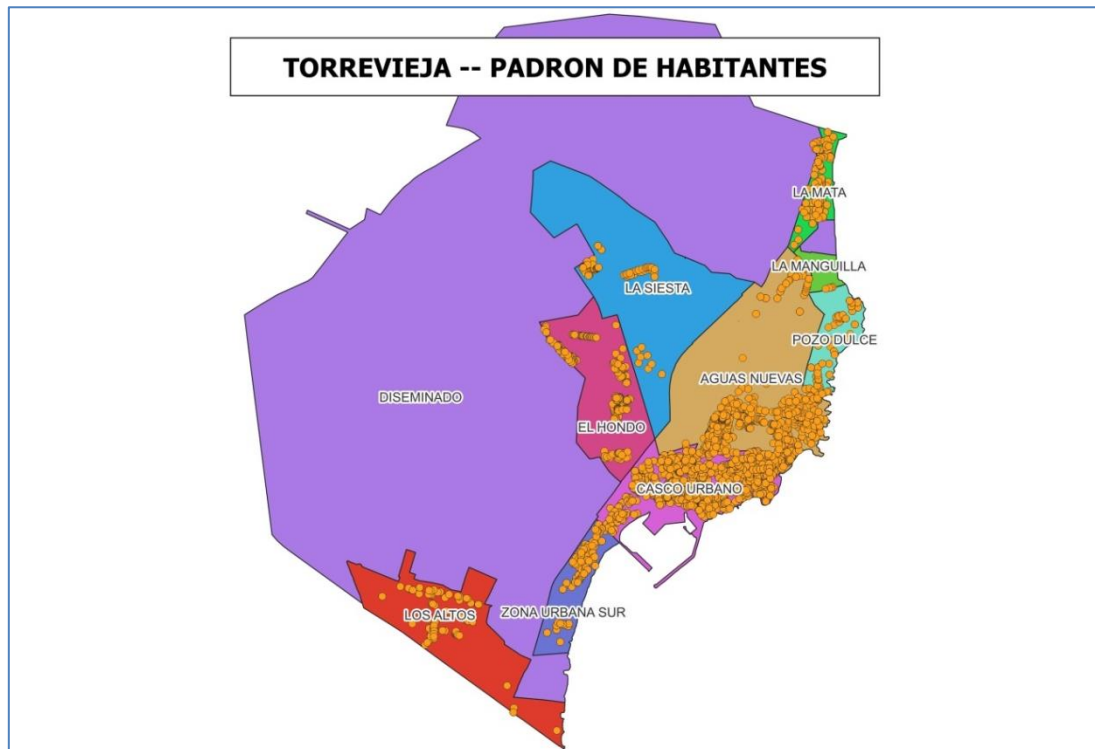 TORREVIEJA -- PADRON DE HABITANTES
LA MATA
LA MANGUILLA
LA SIESTA
POZO DULCE
AGUAS NUEVAS
DISEMINADO
EL HONDO
CASCO URBANO
LOS ALTOS
ZONA URBANA SUR